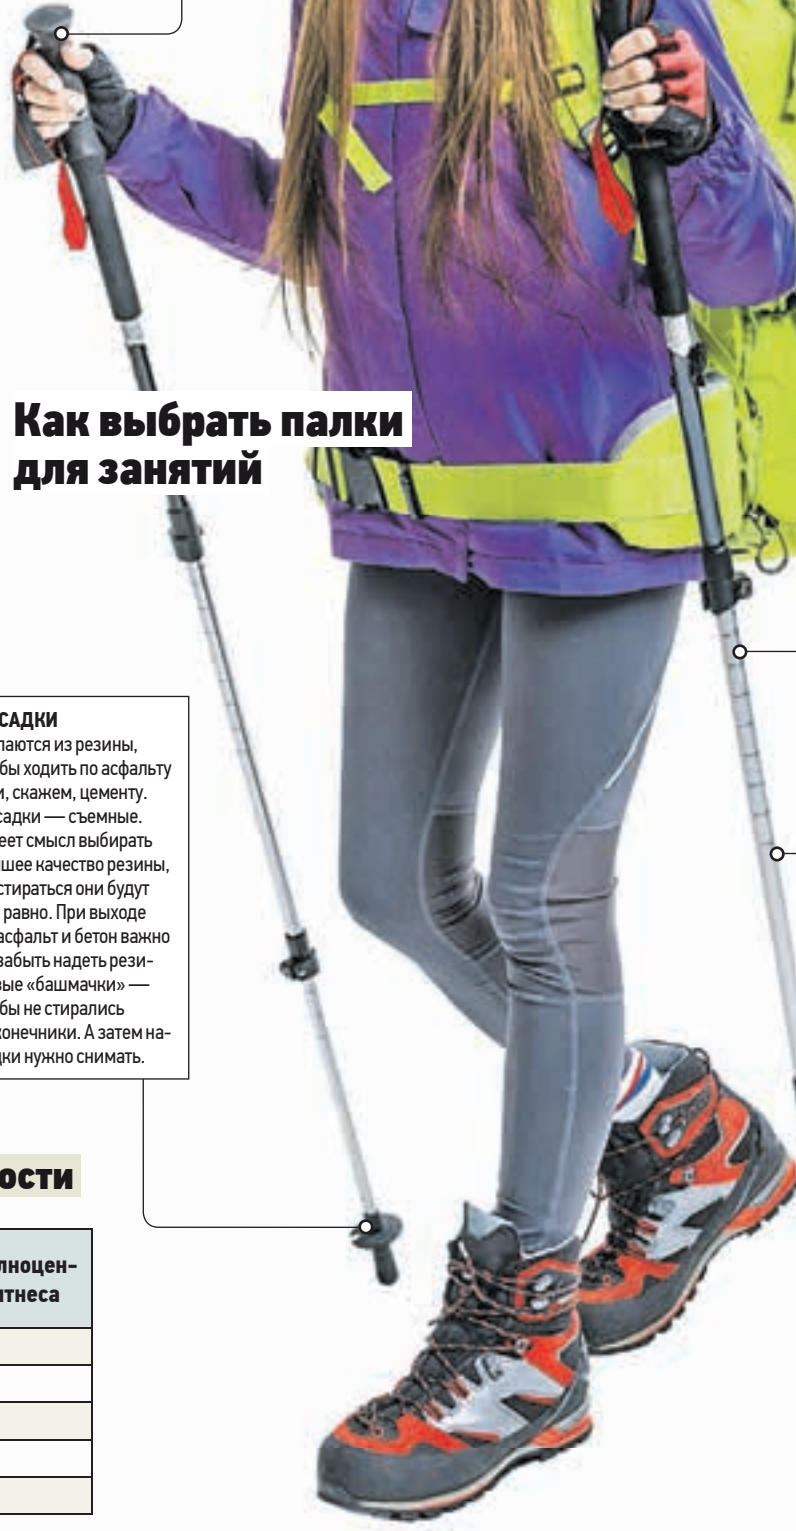 Как выбрать палки
для занятий
САДКИ
лаются из резины,
бы ходить по асфальту
и, скажем, цементу.
садки — съемные.
еет смысл выбирать
шее качество резины,
стираться они будут
равно. При выходе
асфальт и бетон важно
забыть надеть рези-
вые «башмачки» —
бы не стирались
конечники. А затем на-
дки нужно снимать.
ости
лноцен-
тнеса